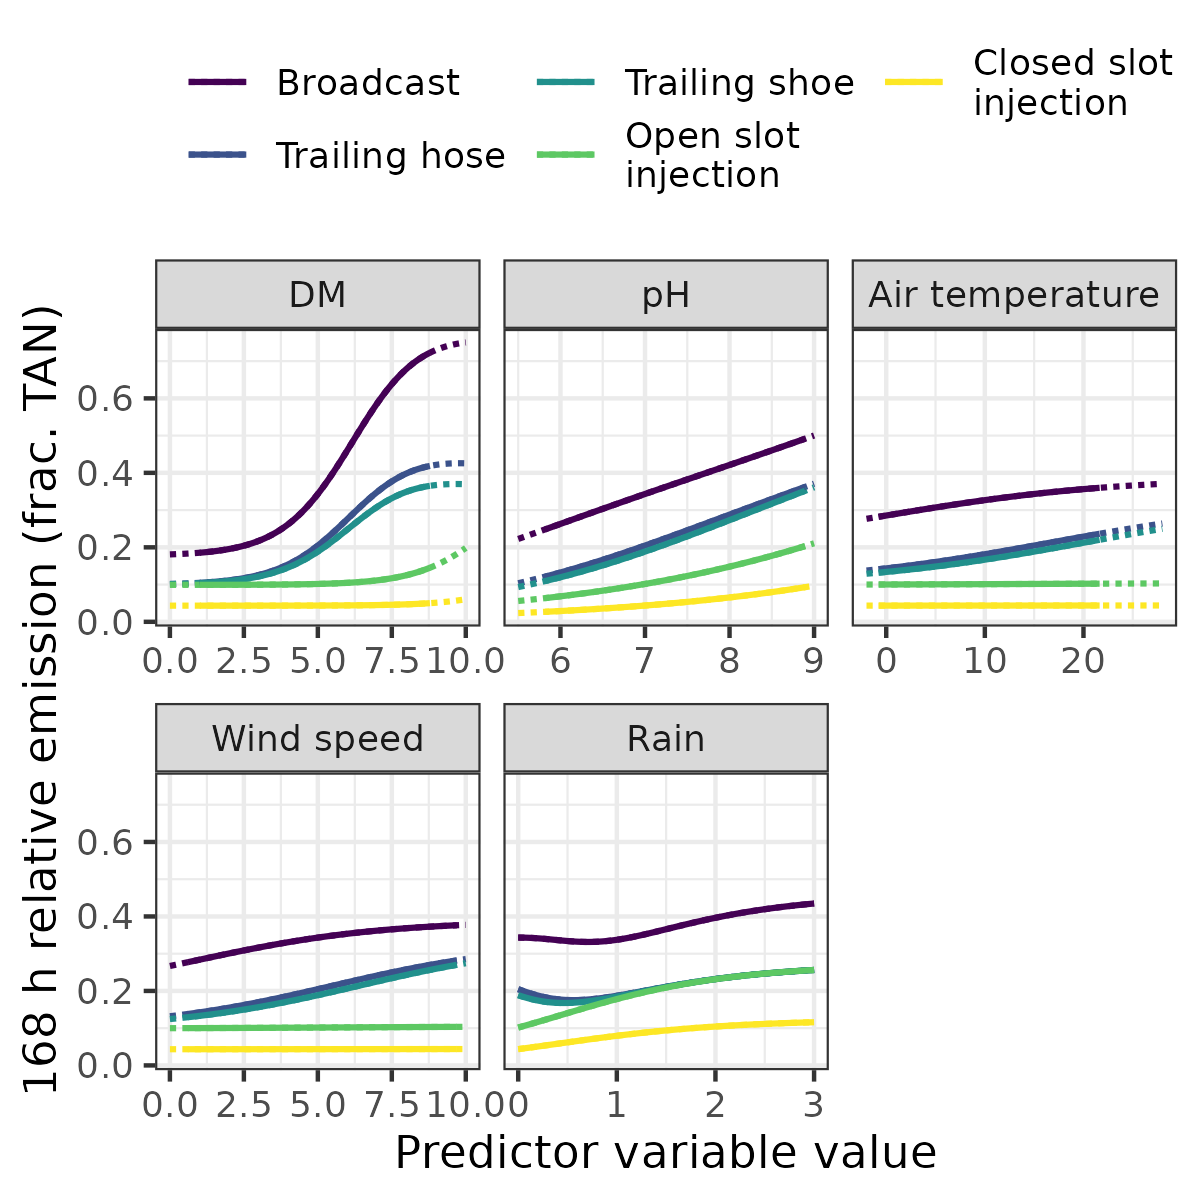 Broadcast
Trailing hose
Trailing shoe
Open slot
injection
Closed slot
injection
168 h relative emission (frac. TAN)
DM
pH
Air temperature
0.6
0.4
0.2
0.0
0.0 2.5 5.0 7.5 10.0
6 7 8 9
0 10 20
Wind speed
Rain
0.6
0.4
0.2
0.0
0.0 2.5 5.0 7.5 10.0
0 1 2 3
Predictor variable value